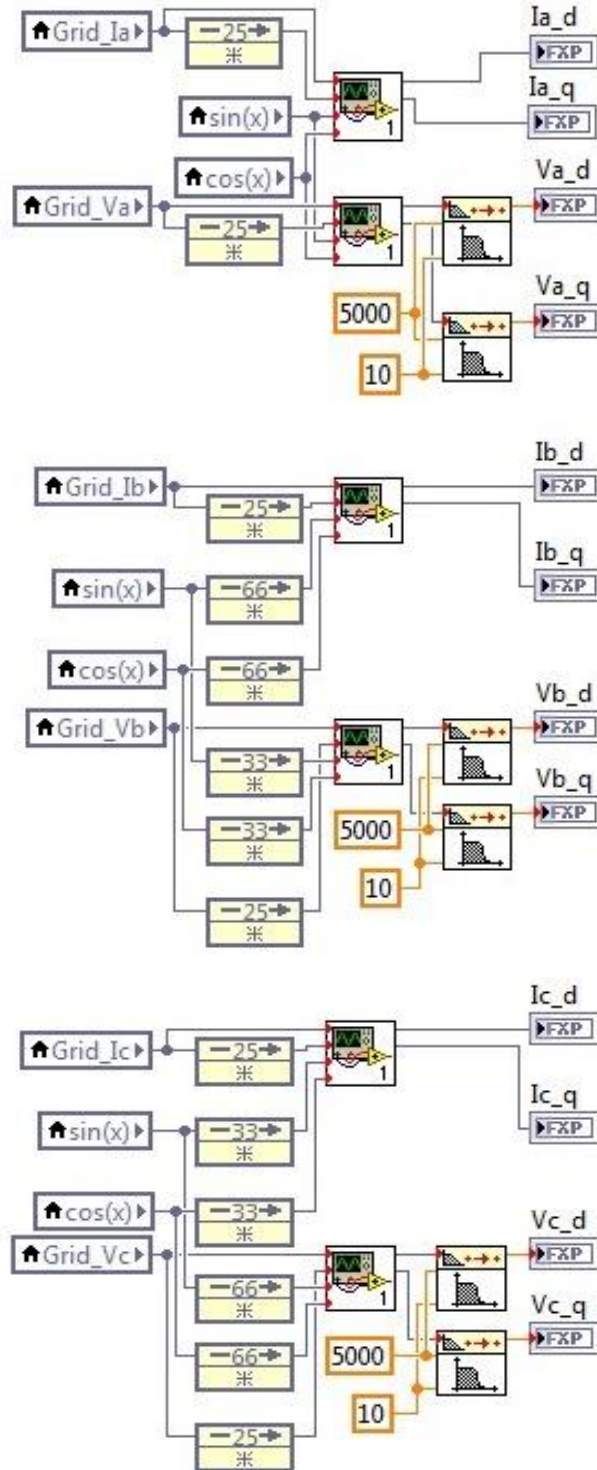 Ia_d
Grid_Ia
25
FXP
Ia_q
sin(x)
1
FXP
cos(x)
Va_d
Grid_Va
25
1
FXP
Va_q
5000
FXP
10
Ib_d
Grid_Ib
25
1
FXP
Ib_q
sin(x)
66
FXP
cos(x)
66
Vb_d
Grid_Vb
1
FXP
33
Vb_q
5000
FXP
33
10
25
Ic_d
Grid_Ic
25
1
FXP
Ic_q
sin(x)
33
FXP
cos(x)
33
Vc_d
Grid_Vc
1
FXP
66
Vc_q
5000
FXP
66
10
25